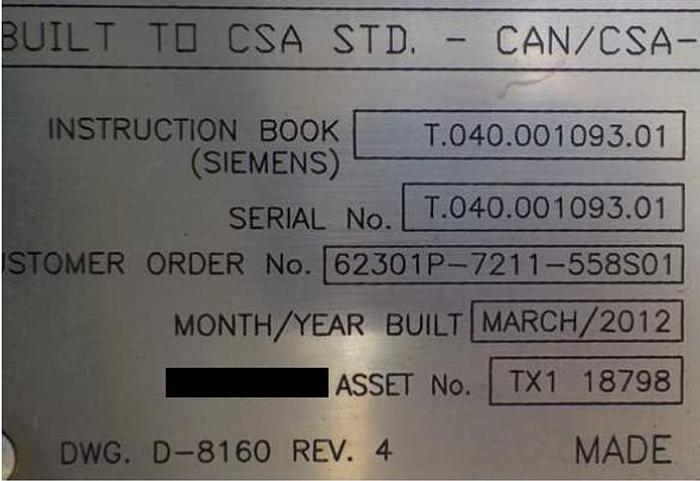 BUILT TO CSA STD. - CAN/CSA-
INSTRUCTION BOOK (SIEMENS) T.040.001093.01
SERIAL No. T.040.001093.01
STOMER ORDER No. 62301P-7211-558S01
MONTH/YEAR BUILT MARCH/2012
ASSET No. TX1 18798
DWG. D-8160 REV. 4 MADE